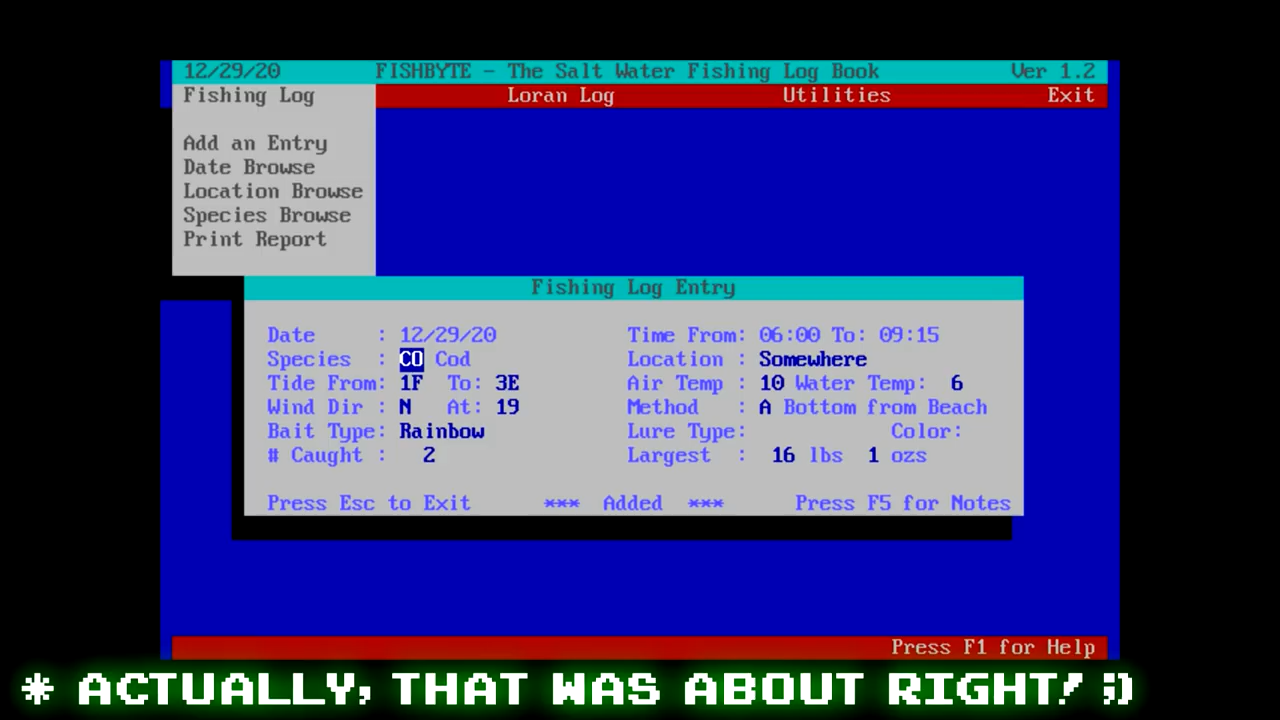 12/29/20 FISHBYTE - The Salt Water Fishing Log Book Ver 1.2
Fishing Log Loran Log Utilities Exit
Add an Entry
Date Browse
Location Browse
Species Browse
Print Report
Fishing Log Entry
Date : 12/29/20 Time From: 06:00 To: 09:15
Species : CO Cod Location : Somewhere
Tide From: 1F To: 3E Air Temp : 10 Water Temp: 6
Wind Dir : N At: 19 Method : A Bottom from Beach
Bait Type: Rainbow Lure Type: Color:
# Caught : 2 Largest : 16 lbs 1 ozs
Press Esc to Exit *** Added *** Press F5 for Notes
Press F1 for Help
* ACTUALLY, THAT WAS ABOUT RIGHT! ;)